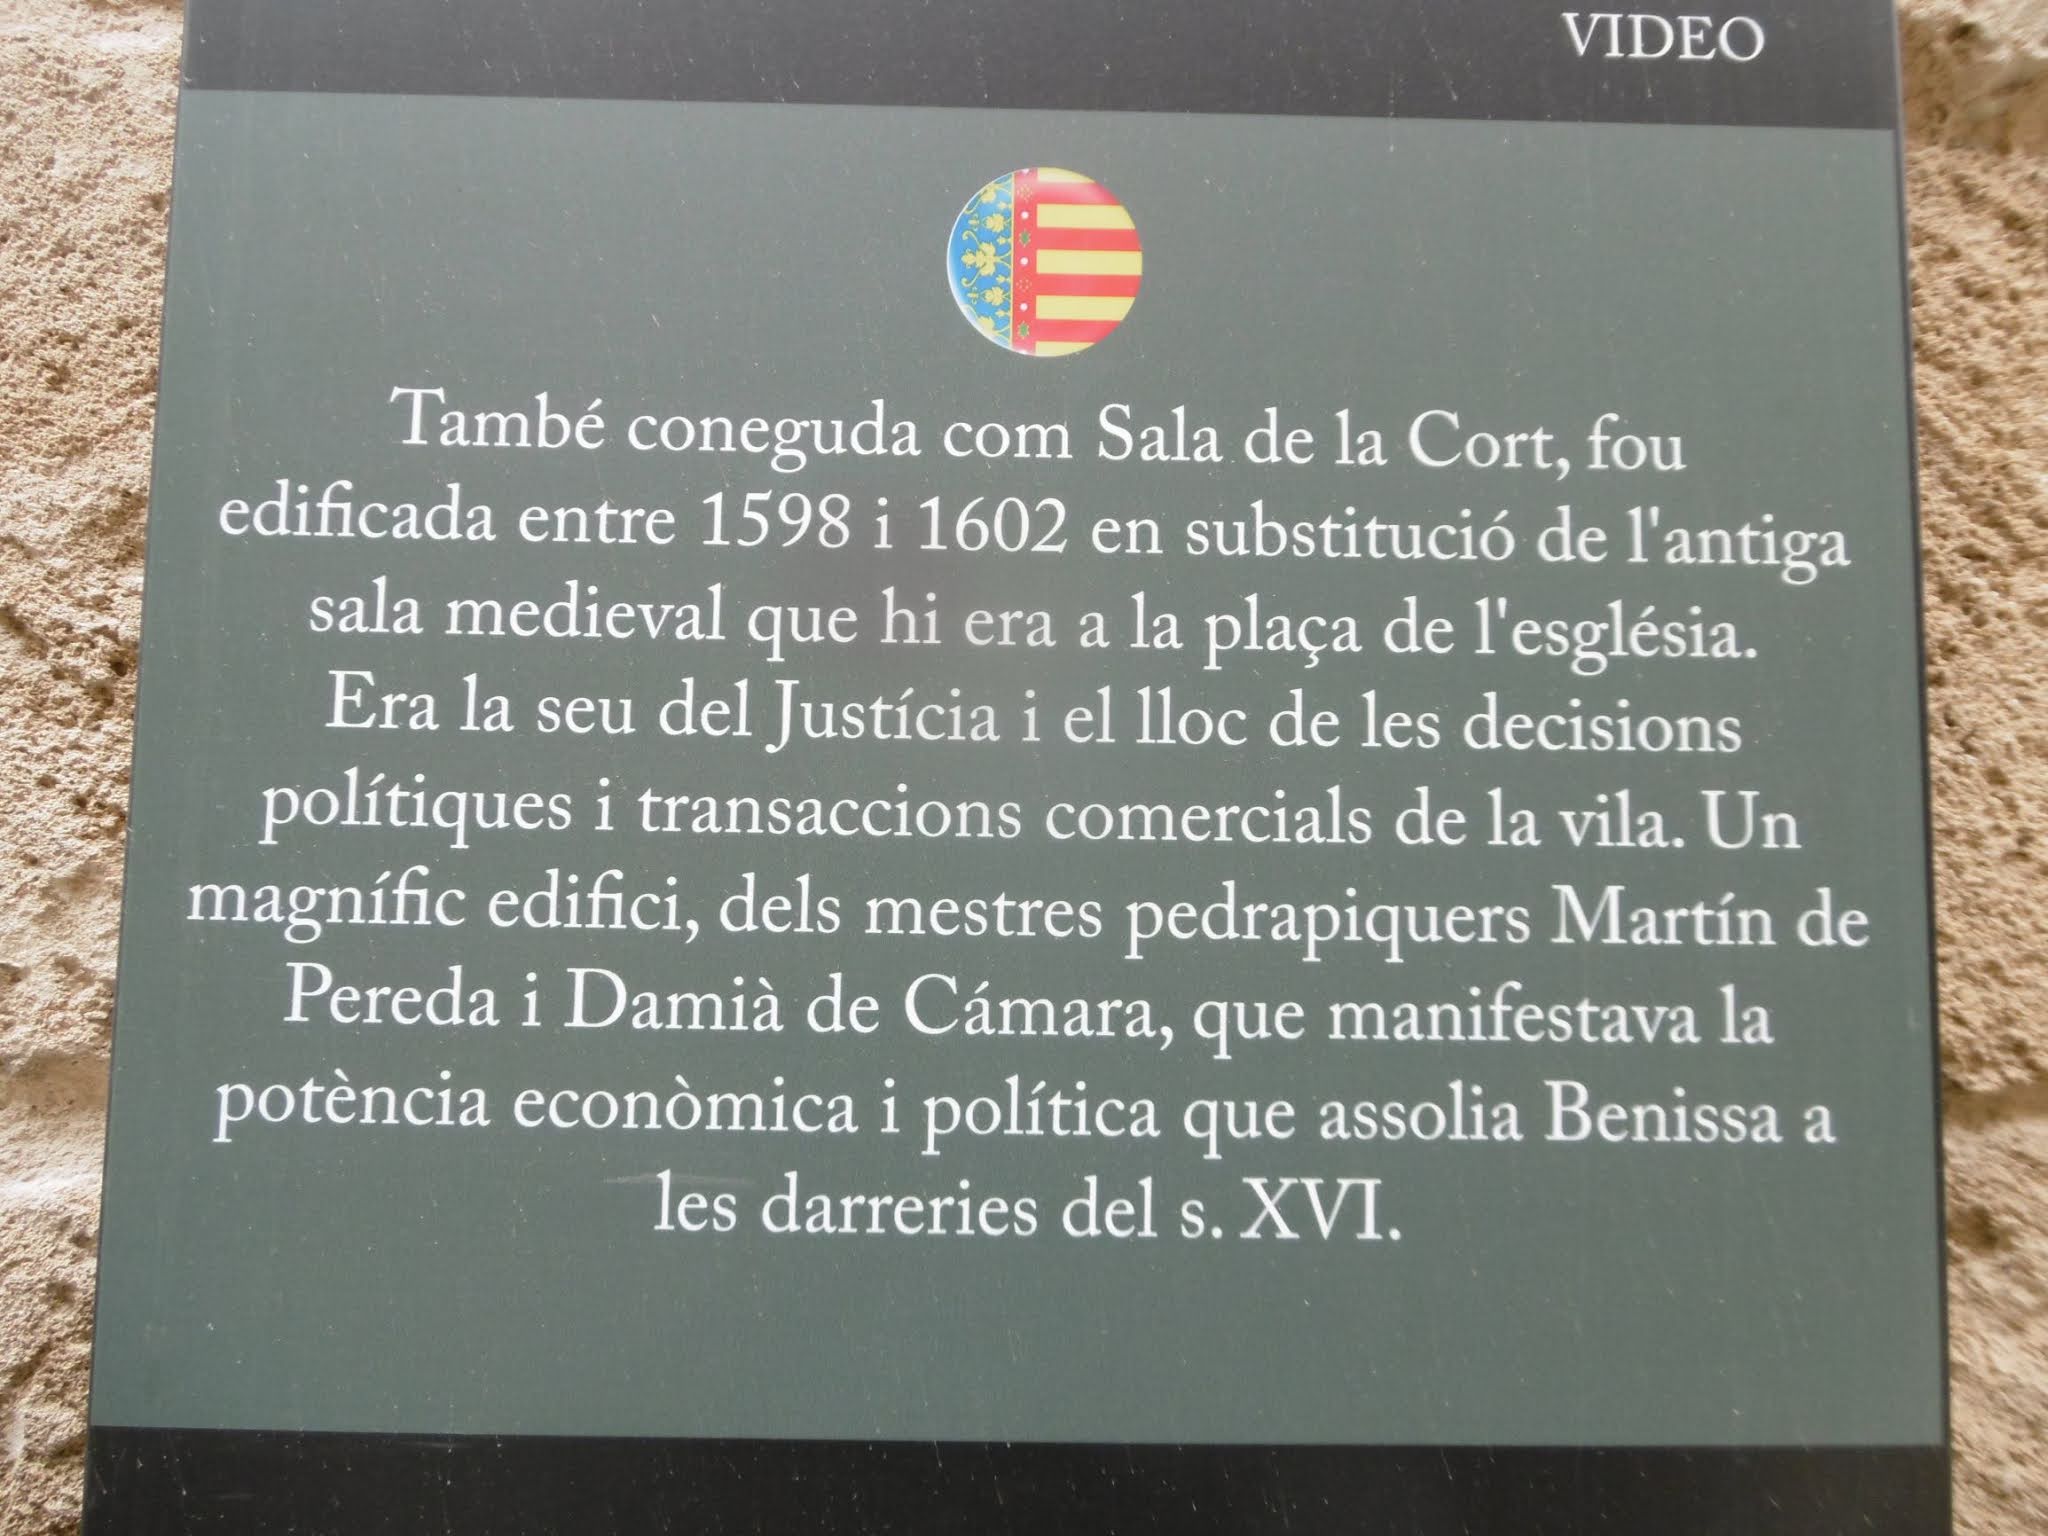 VIDEO
També coneguda com Sala de la Cort, fou
edificada entre 1598 i 1602 en substitució de l'antiga
sala medieval que hi era a la plaça de l'església.
Era la seu del Justícia i el lloc de les decisions
polítiques i transaccions comercials de la vila. Un
magnífic edifici, dels mestres pedrapiquers Martín de
Pereda i Damià de Cámara, que manifestava la
potència econòmica i política que assolia Benissa a
les darreries del s. XVI.